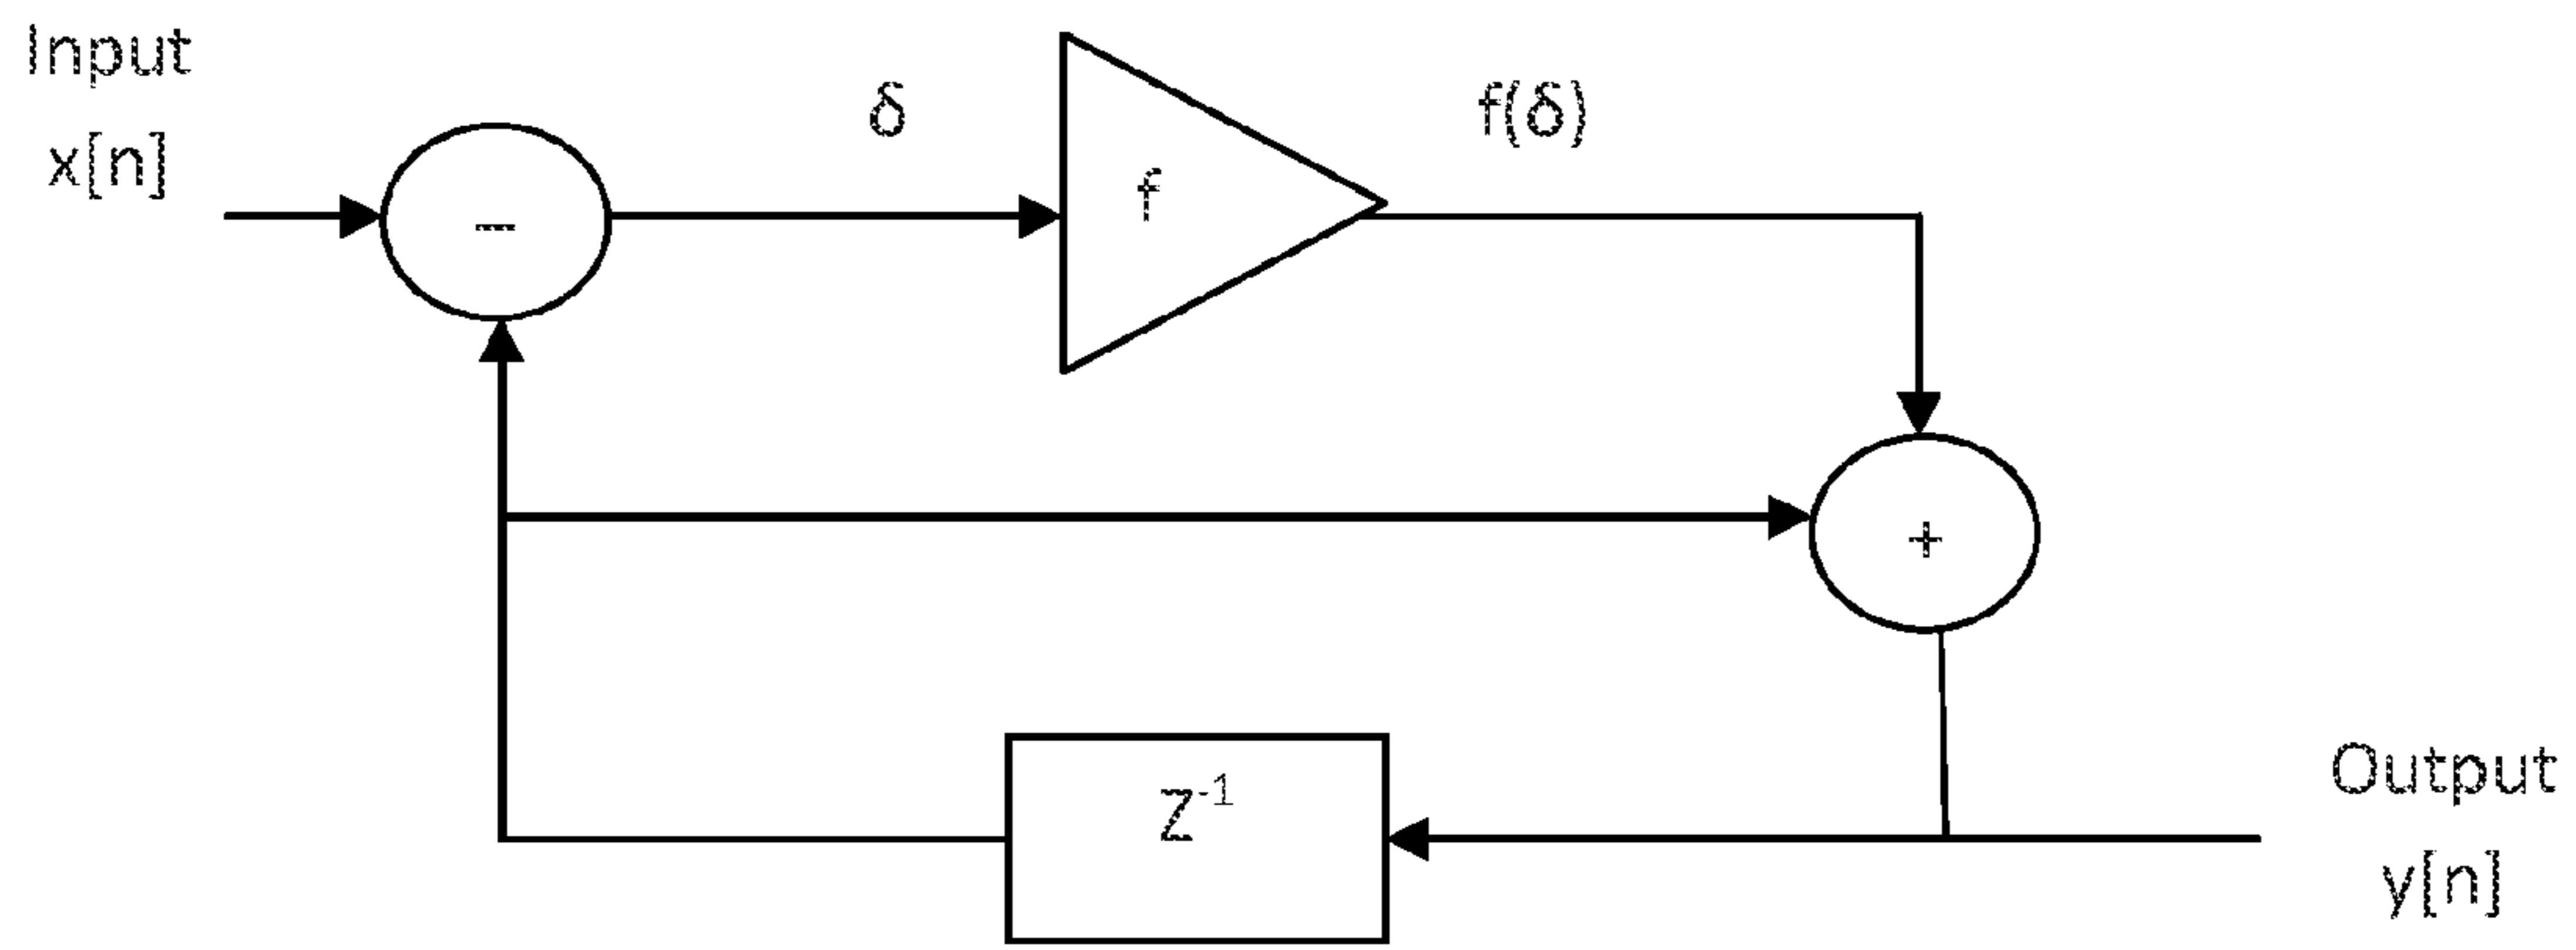 Input
x[n]
−
δ
f
f(δ)
+
Z⁻¹
Output
y[n]